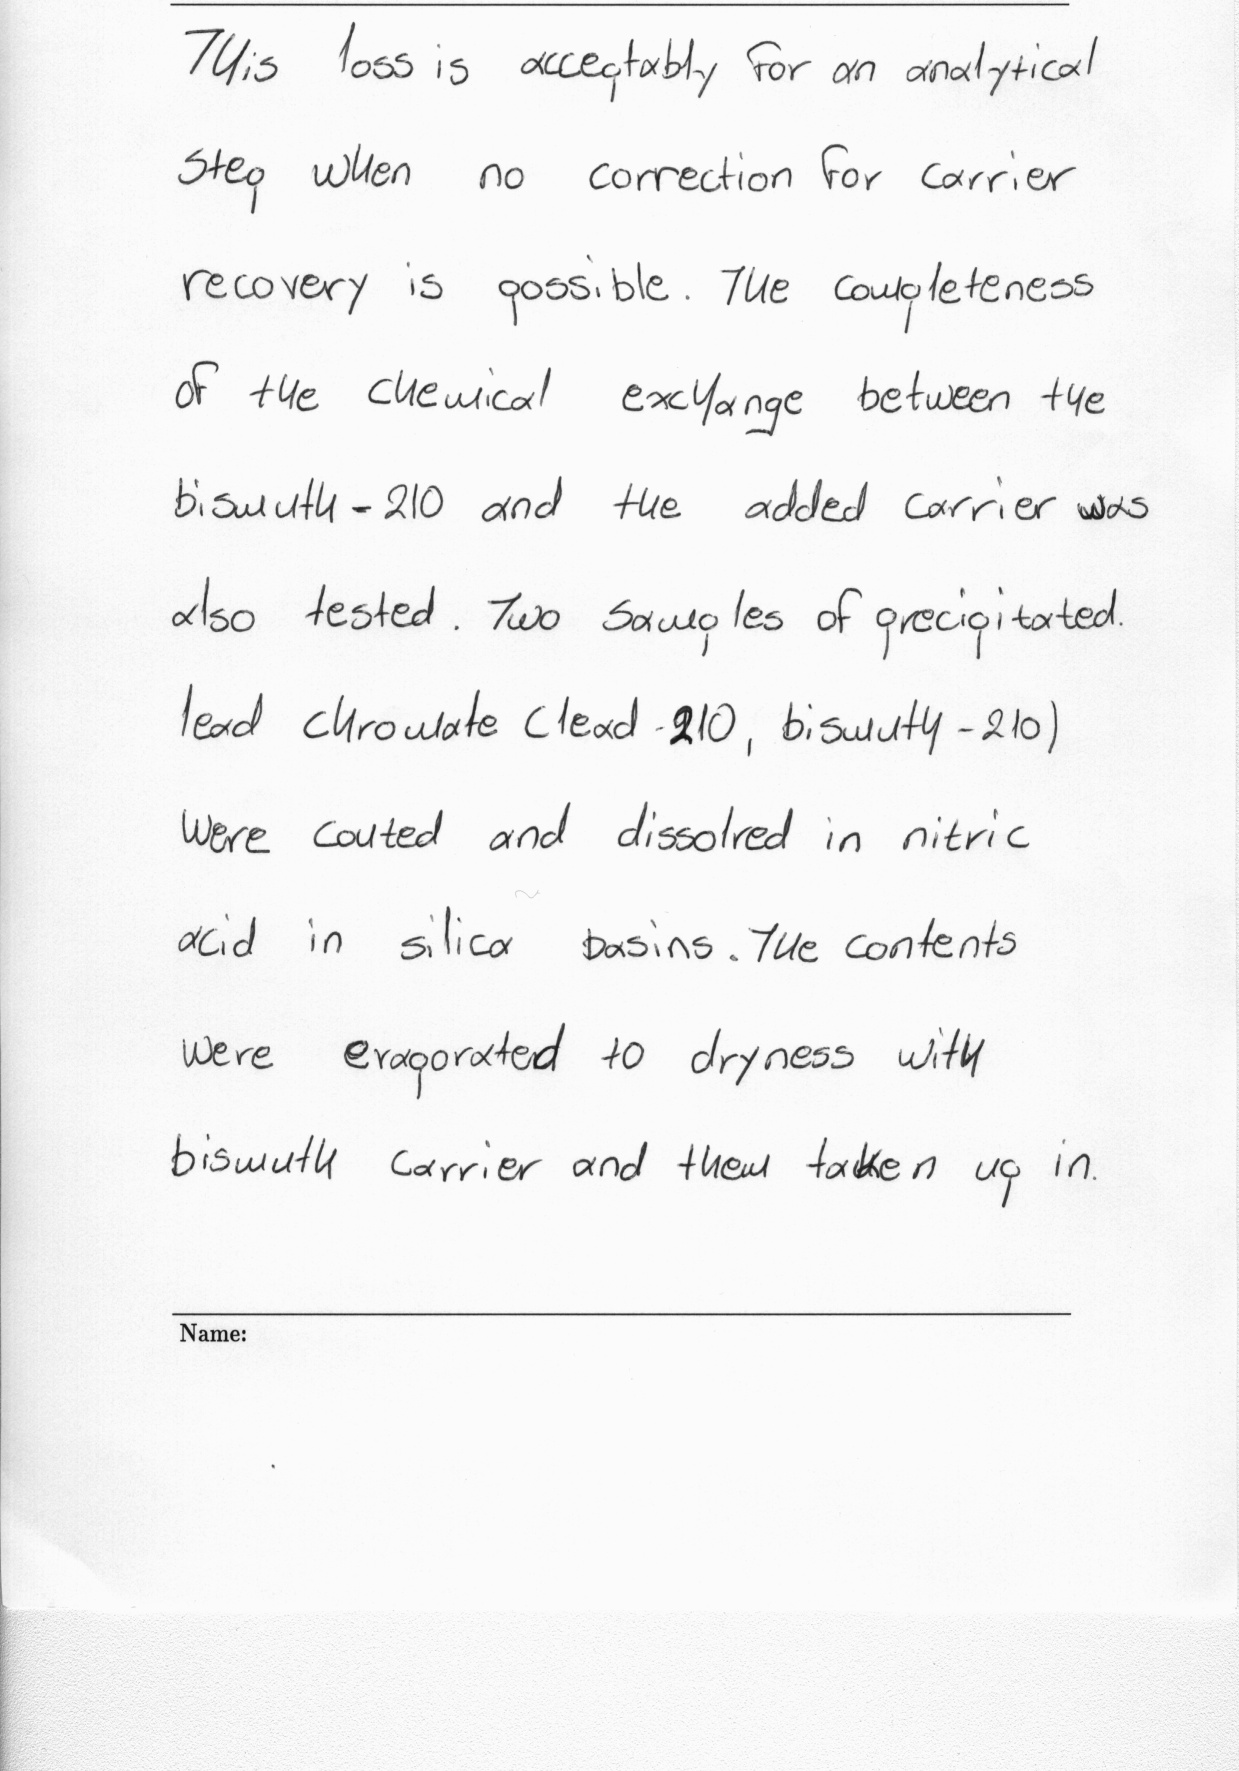 This loss is acceptably for an analytical
step when no correction for carrier
recovery is possible. The completeness
of the chemical exchange between the
bismuth-210 and the added carrier was
also tested. Two samples of precipitated.
lead chromate (lead-210, bismuth-210)
were couted and dissolred in nitric
acid in silica basins. The contents
were eraporated to dryness with
bismuth carrier and them taken up in.
Name: